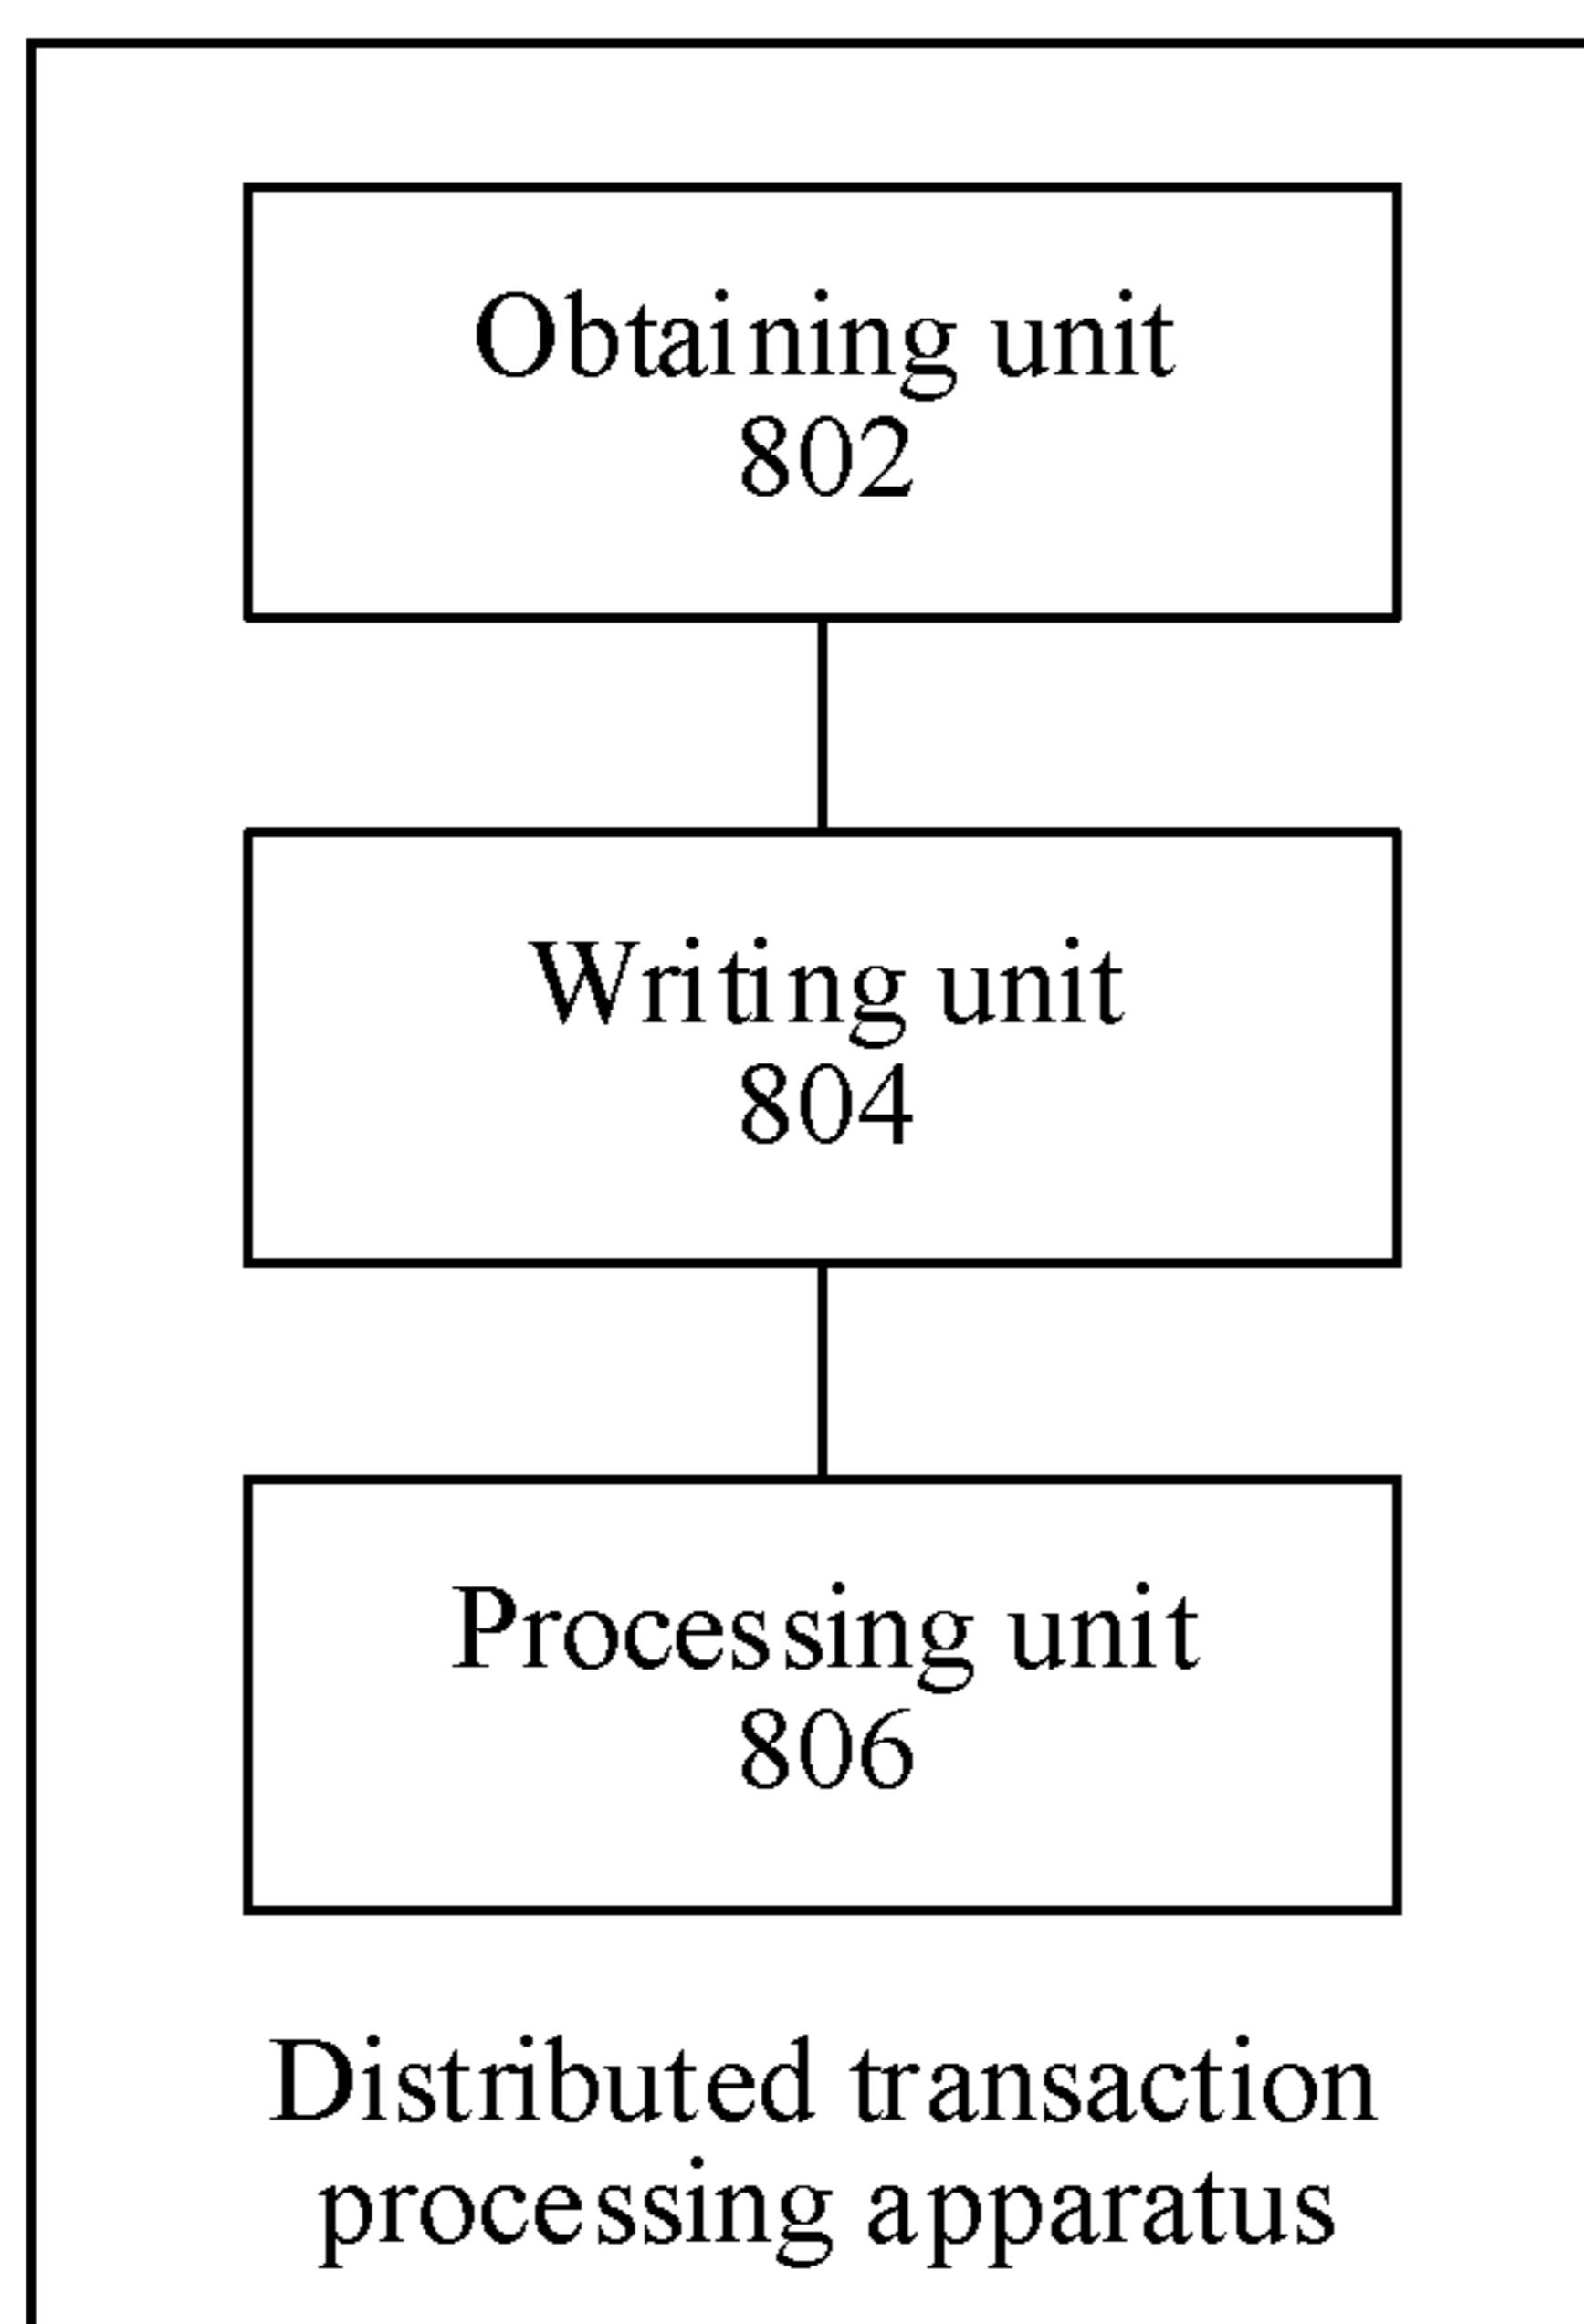 Obtaining unit
802
Writing unit
804
Processing unit
806
Distributed transaction
processing apparatus